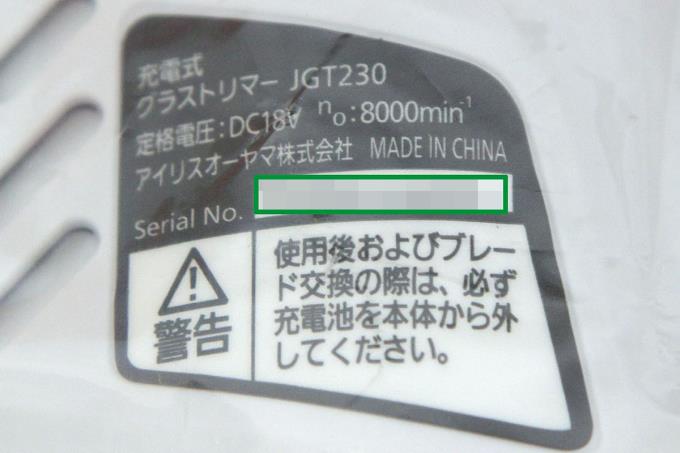 充電式
グラストリマー JGT230
定格電圧:DC18V n₀:8000min⁻¹
アイリスオーヤマ株式会社 MADE IN CHINA
Serial No.
警告
使用後およびブレー
ド交換の際は、必ず
充電池を本体から外
してください。